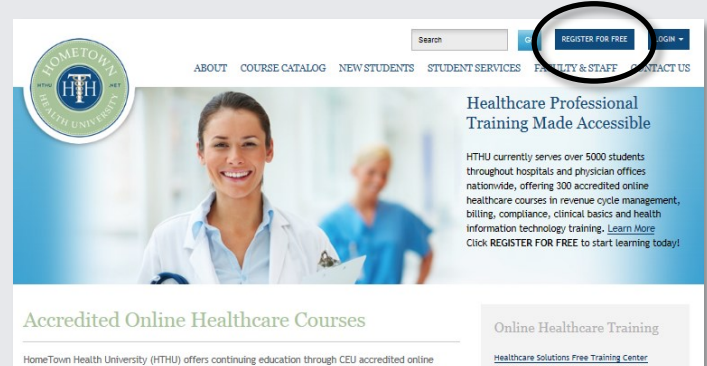 Search
REGISTER FOR FREE
LOGIN
HOMETOWN
HTHU
HTH
.NET
HEALTH UNIVERSITY
ABOUT COURSE CATALOG NEW STUDENTS STUDENT SERVICES FACULTY & STAFF CONTACT US
Healthcare Professional
Training Made Accessible
HTHU currently serves over 5000 students
throughout hospitals and physician offices
nationwide, offering 300 accredited online
healthcare courses in revenue cycle management,
billing, compliance, clinical basics and health
information technology training. Learn More
Click REGISTER FOR FREE to start learning today!
Accredited Online Healthcare Courses
HomeTown Health University (HTHU) offers continuing education through CEU accredited online
Online Healthcare Training
Healthcare Solutions Free Training Center